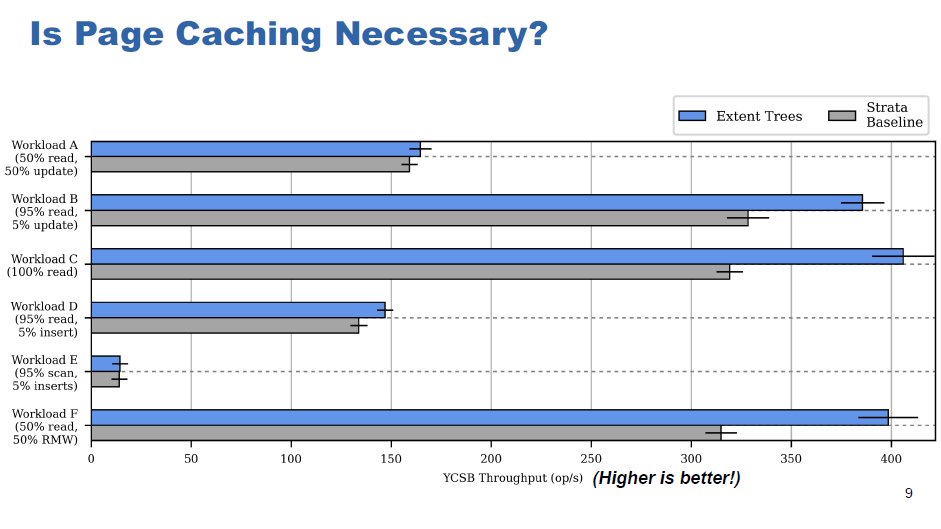 Is Page Caching Necessary?
Extent Trees
Strata
Baseline
Workload A
(50% read,
50% update)
Workload B
(95% read,
5% update)
Workload C
(100% read)
Workload D
(95% read,
5% insert)
Workload E
(95% scan,
5% inserts)
Workload F
(50% read,
50% RMW)
0 50 100 150 200 250 300 350 400
YCSB Throughput (op/s) (Higher is better!)
9